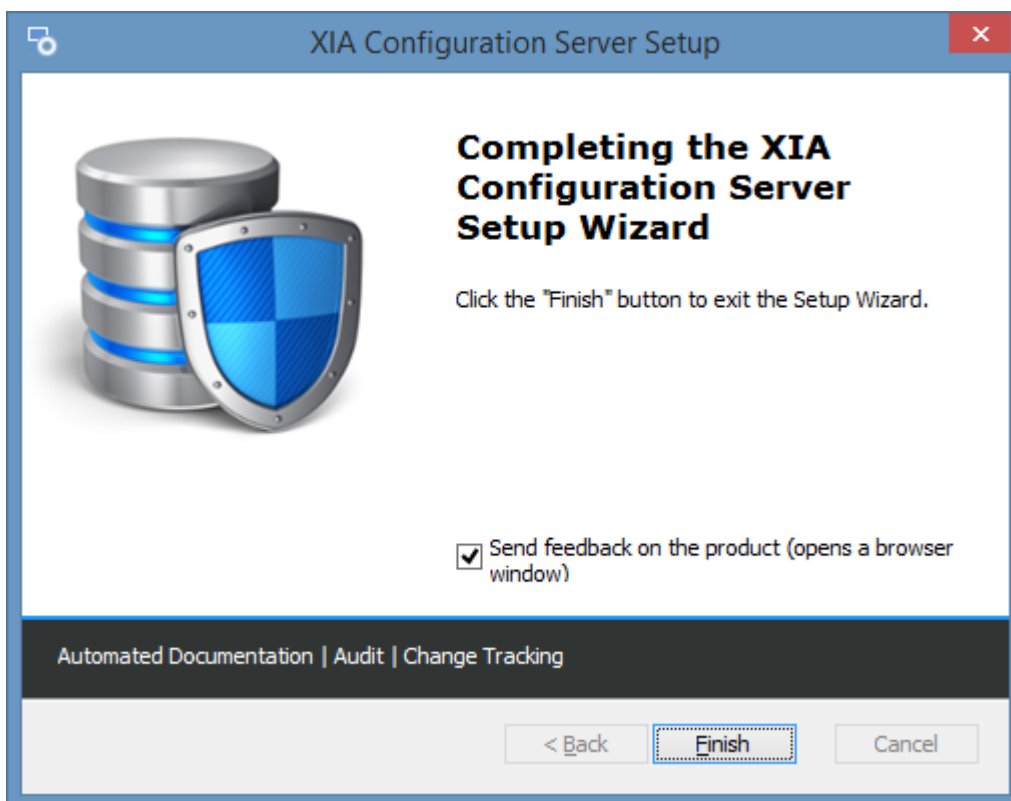 XIA Configuration Server Setup
Completing the XIA
Configuration Server
Setup Wizard
Click the "Finish" button to exit the Setup Wizard.
Send feedback on the product (opens a browser
window)
Automated Documentation | Audit | Change Tracking
< Back
Finish
Cancel